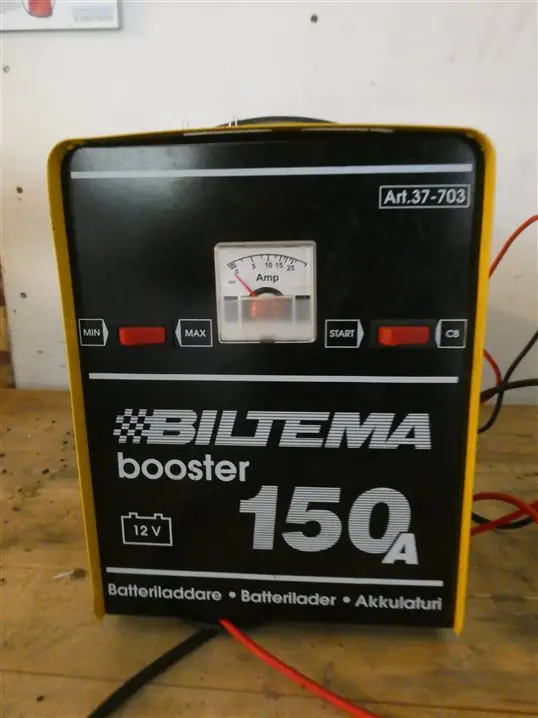 Art.37-703
0 5 10 15 25
Amp
MIN
MAX
START
CB
BILTEMA
booster
12 V
150A
Batteriladdare • Batterilader • Akkulaturi